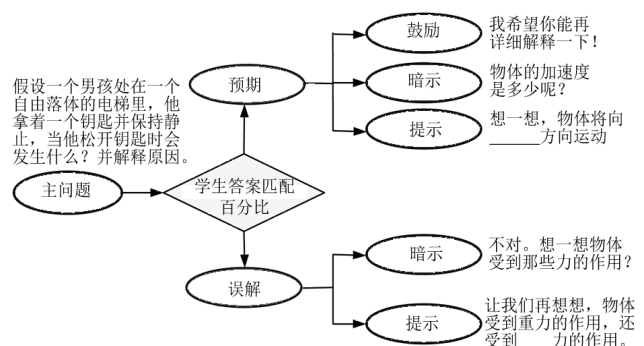 假设一个男孩处在一个
自由落体的电梯里，他
拿着一个钥匙并保持静
止，当他松开钥匙时会
发生什么？并解释原因。
主问题
学生答案匹配
百分比
预期
鼓励
我希望你能再
详细解释一下！
暗示
物体的加速度
是多少呢？
提示
想一想，物体将向
______方向运动
误解
暗示
不对。想一想物体
受到那些力的作用？
提示
让我们再想想，物体
受到重力的作用，还
受到____力的作用。